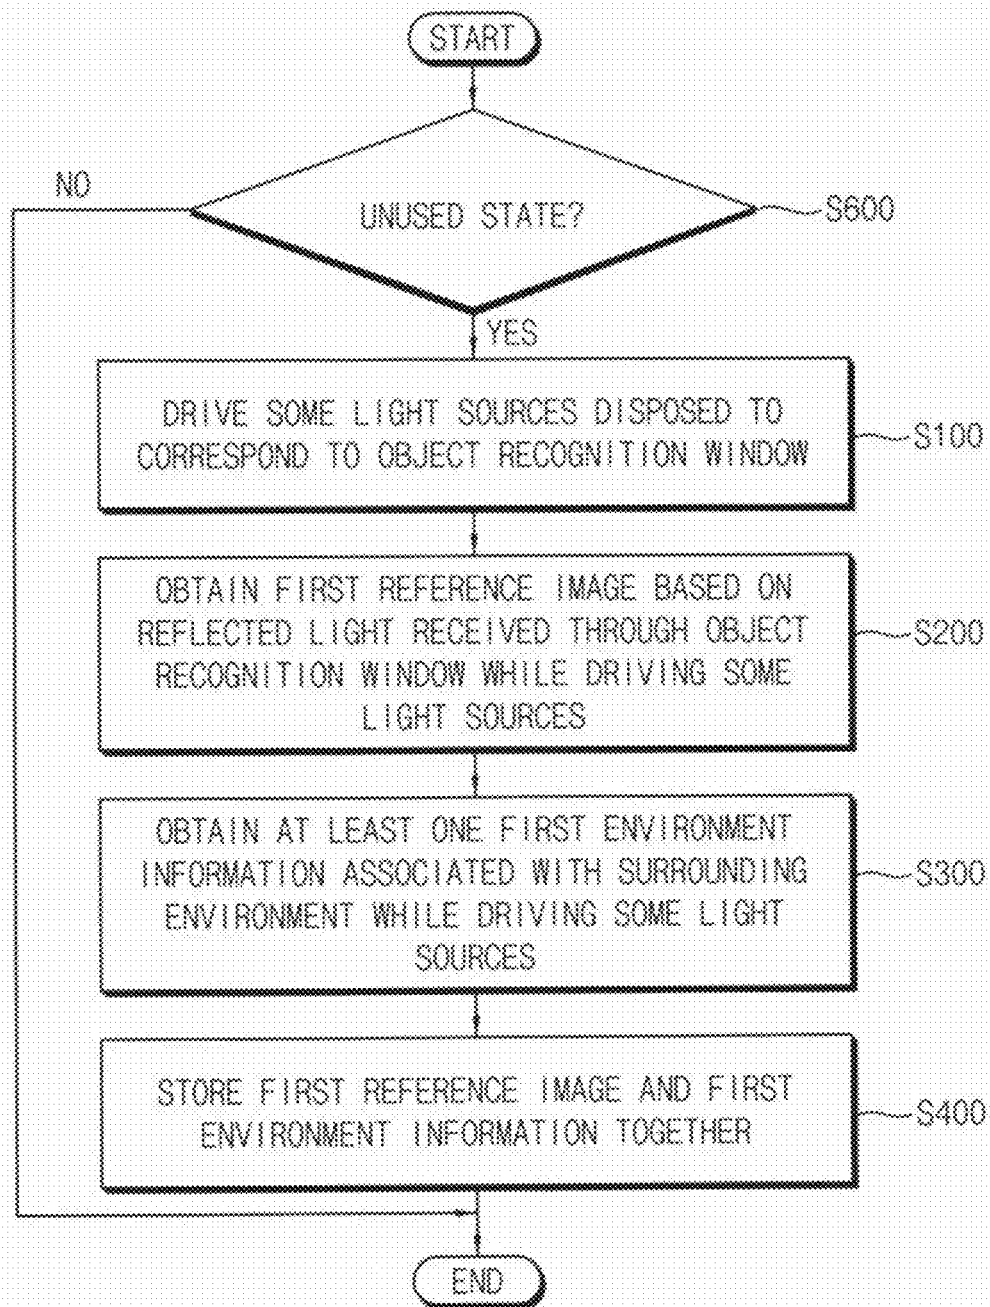 START
NO
UNUSED STATE?
S600
YES
DRIVE SOME LIGHT SOURCES DISPOSED TO
CORRESPOND TO OBJECT RECOGNITION WINDOW
S100
OBTAIN FIRST REFERENCE IMAGE BASED ON
REFLECTED LIGHT RECEIVED THROUGH OBJECT
RECOGNITION WINDOW WHILE DRIVING SOME
LIGHT SOURCES
S200
OBTAIN AT LEAST ONE FIRST ENVIRONMENT
INFORMATION ASSOCIATED WITH SURROUNDING
ENVIRONMENT WHILE DRIVING SOME LIGHT
SOURCES
S300
STORE FIRST REFERENCE IMAGE AND FIRST
ENVIRONMENT INFORMATION TOGETHER
S400
END